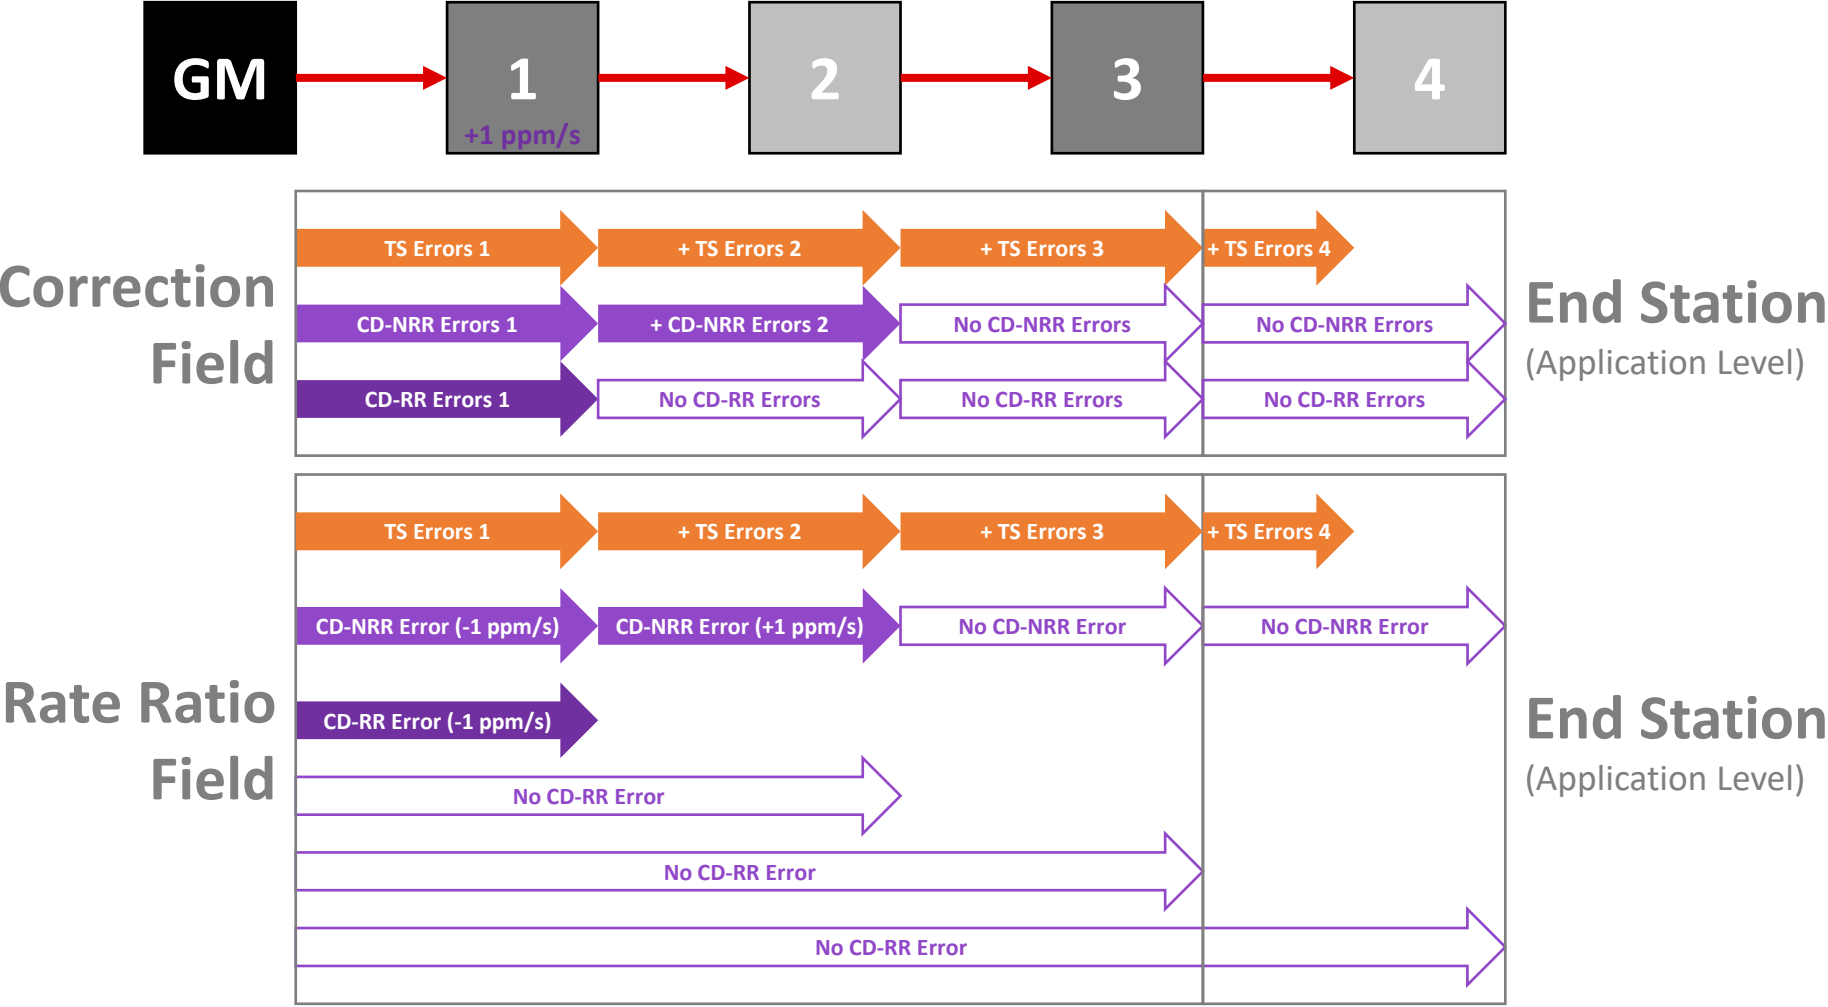 GM
1
2
3
4
+1 ppm/s
TS Errors 1
+ TS Errors 2
+ TS Errors 3
+ TS Errors 4
Correction
Field
CD-NRR Errors 1
+ CD-NRR Errors 2
No CD-NRR Errors
No CD-NRR Errors
CD-RR Errors 1
No CD-RR Errors
No CD-RR Errors
No CD-RR Errors
End Station
(Application Level)
TS Errors 1
+ TS Errors 2
+ TS Errors 3
+ TS Errors 4
CD-NRR Error (-1 ppm/s)
CD-NRR Error (+1 ppm/s)
No CD-NRR Error
No CD-NRR Error
Rate Ratio
Field
CD-RR Error (-1 ppm/s)
No CD-RR Error
No CD-RR Error
No CD-RR Error
End Station
(Application Level)